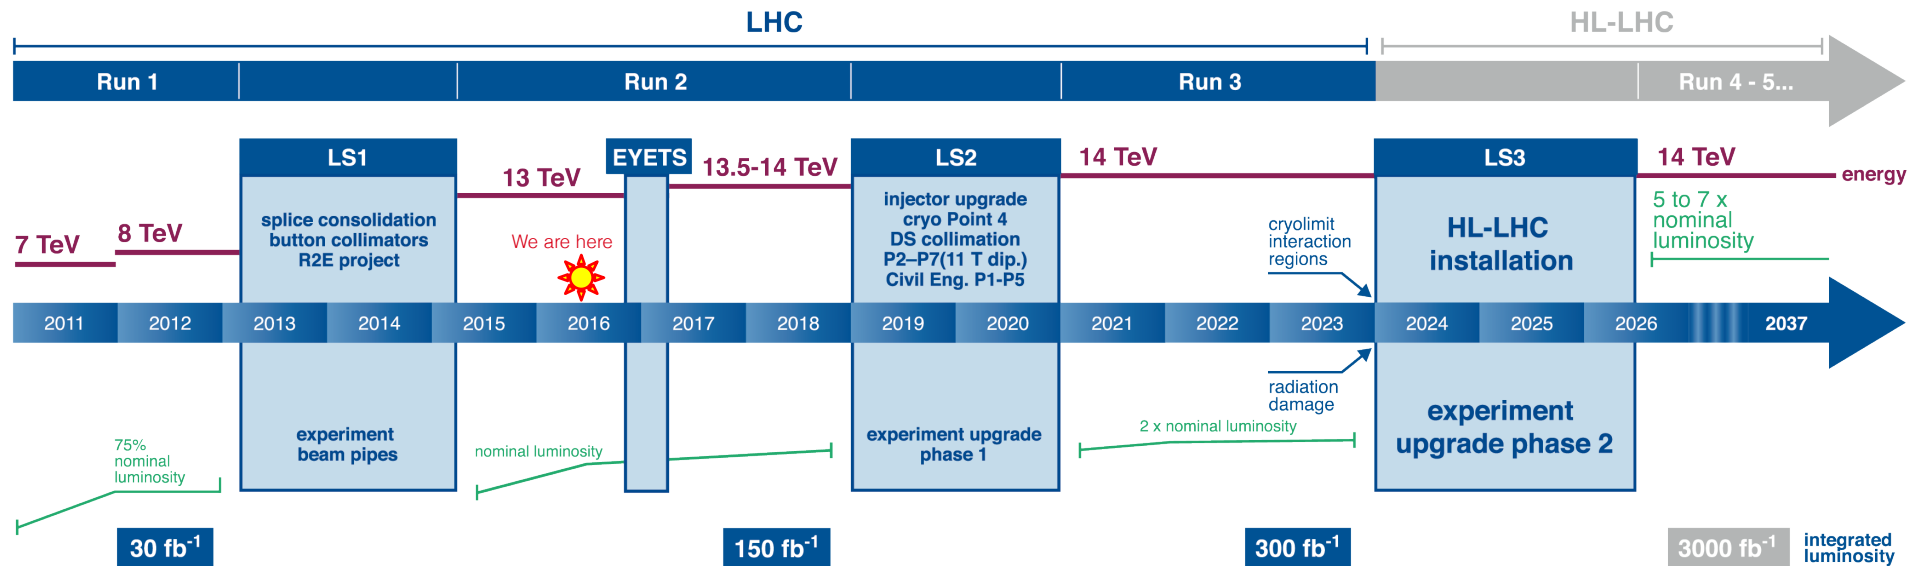 LHC
HL-LHC
Run 1
Run 2
Run 3
Run 4 - 5...
LS1
EYETS
LS2
LS3
7 TeV
8 TeV
13 TeV
13.5-14 TeV
14 TeV
14 TeV
energy
splice consolidation
button collimators
R2E project
We are here
injector upgrade
cryo Point 4
DS collimation
P2–P7(11 T dip.)
Civil Eng. P1-P5
cryolimit
interaction
regions
HL-LHC
installation
5 to 7 x
nominal
luminosity
2011
2012
2013
2014
2015
2016
2017
2018
2019
2020
2021
2022
2023
2024
2025
2026
2037
75%
nominal
luminosity
experiment
beam pipes
nominal luminosity
experiment upgrade
phase 1
2 x nominal luminosity
radiation
damage
experiment
upgrade phase 2
30 fb-1
150 fb-1
300 fb-1
3000 fb-1
integrated
luminosity